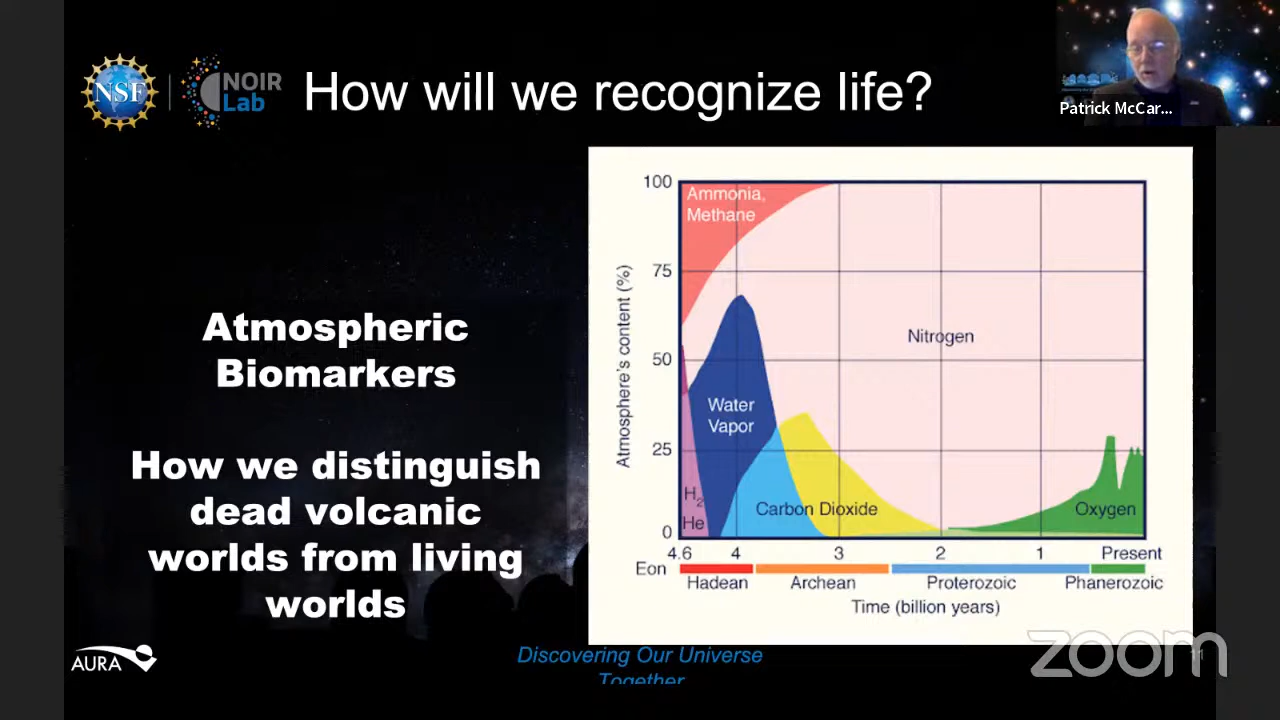 NSF
NOIR
Lab
How will we recognize life?
Patrick McCar...
Atmospheric
Biomarkers
How we distinguish
dead volcanic
worlds from living
worlds
Atmosphere's content (%)
100
75
50
25
0
Ammonia,
Methane
Nitrogen
Water
Vapor
H2
He
Carbon Dioxide
Oxygen
4.6 4 3 2 1 Present
Eon
Hadean Archean Proterozoic Phanerozoic
Time (billion years)
AURA
Discovering Our Universe
Together
zoom
11